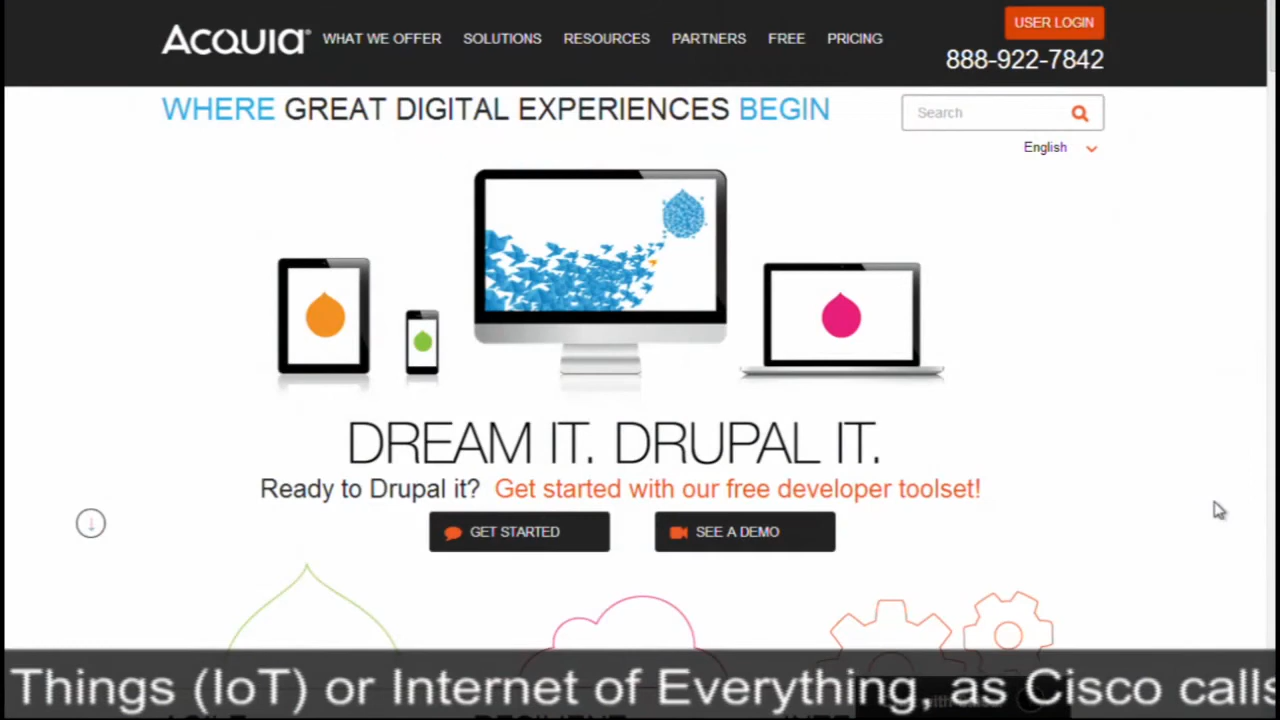 ACQUIA®
WHAT WE OFFER SOLUTIONS RESOURCES PARTNERS FREE PRICING
USER LOGIN
888-922-7842
WHERE GREAT DIGITAL EXPERIENCES BEGIN
Search
English
DREAM IT. DRUPAL IT.
Ready to Drupal it? Get started with our free developer toolset!
GET STARTED SEE A DEMO
Things (IoT) or Internet of Everything, as Cisco calls